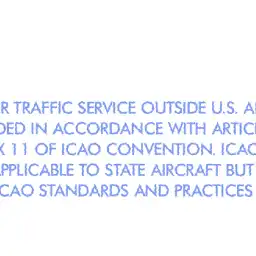 R TRAFFIC SERVICE OUTSIDE U.S. A
DED IN ACCORDANCE WITH ARTIC
X 11 OF ICAO CONVENTION. ICAO
APPLICABLE TO STATE AIRCRAFT BUT
CAO STANDARDS AND PRACTICES